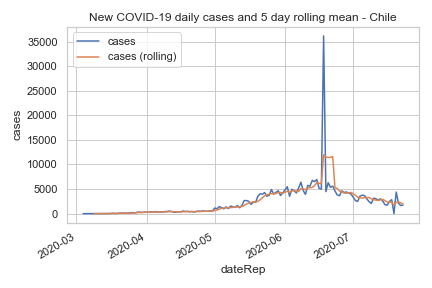 New COVID-19 daily cases and 5 day rolling mean - Chile
cases
cases (rolling)
35000
30000
25000
20000
15000
10000
5000
0
cases
2020-03
2020-04
2020-05
2020-06
2020-07
dateRep